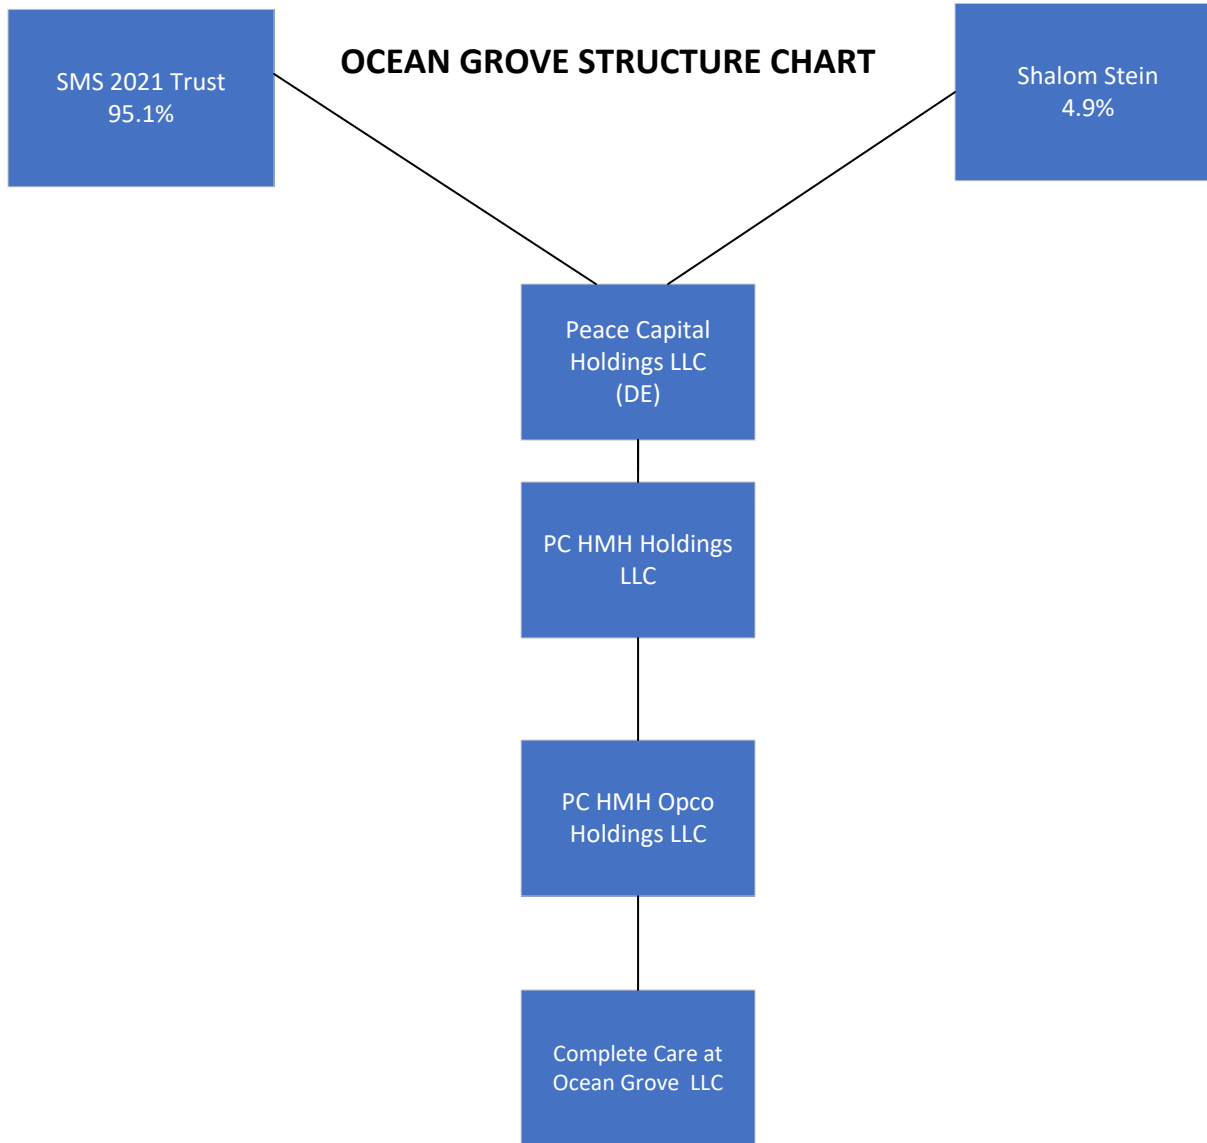 OCEAN GROVE STRUCTURE CHART
SMS 2021 Trust
95.1%
Shalom Stein
4.9%
Peace Capital
Holdings LLC
(DE)
PC HMH Holdings
LLC
PC HMH Opco
Holdings LLC
Complete Care at
Ocean Grove  LLC